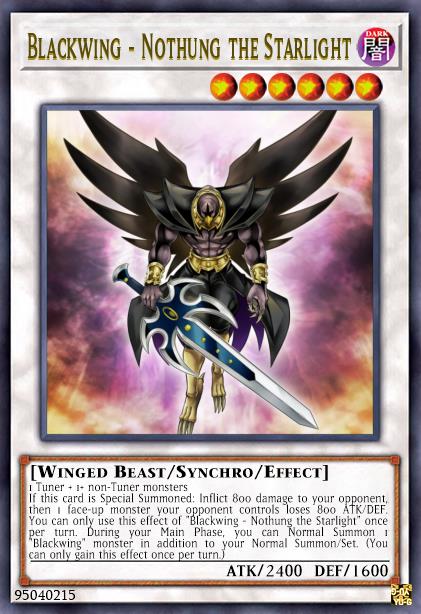 BLACKWING - NOTHUNG THE STARLIGHT
DARK
闇
[WINGED BEAST/SYNCHRO/EFFECT]
1 Tuner + 1+ non-Tuner monsters
If this card is Special Summoned: Inflict 800 damage to your opponent,
then 1 face-up monster your opponent controls loses 800 ATK/DEF.
You can only use this effect of "Blackwing - Nothung the Starlight" once
per turn. During your Main Phase, you can Normal Summon 1
"Blackwing" monster in addition to your Normal Summon/Set. (You
can only gain this effect once per turn.)
ATK/2400 DEF/1600
95040215